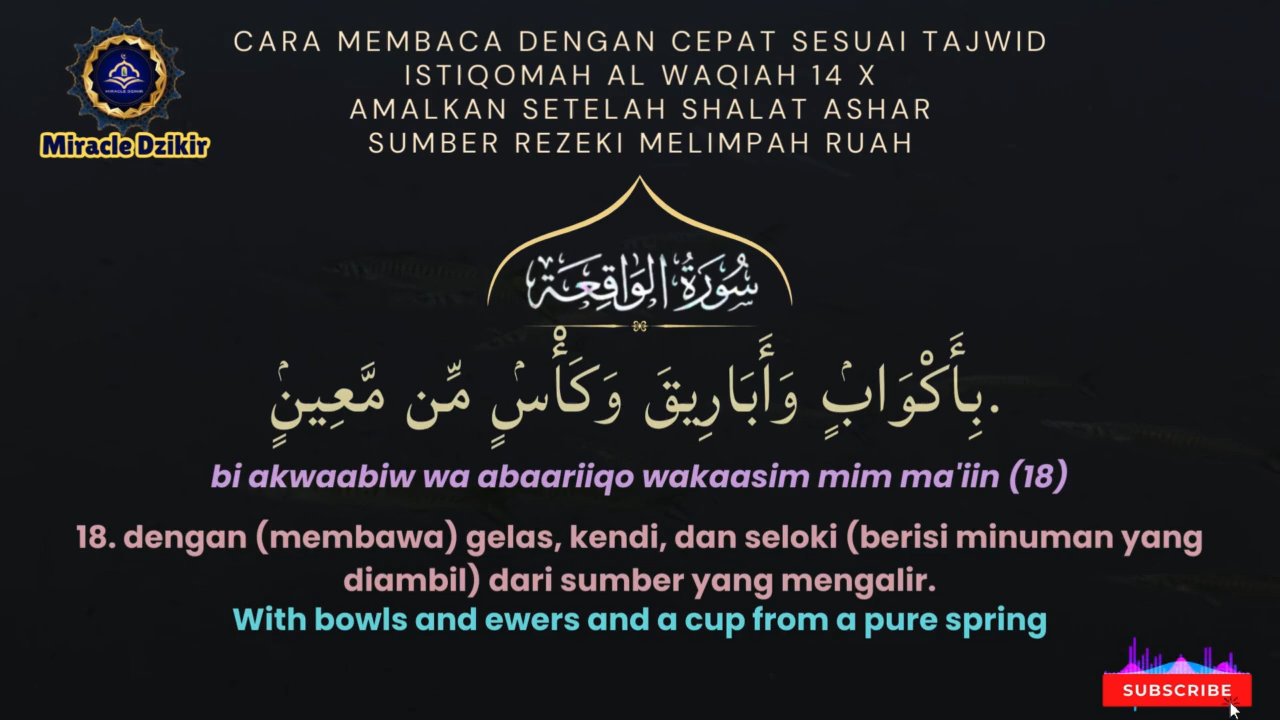 Miracle Dzikir
CARA MEMBACA DENGAN CEPAT SESUAI TAJWID
ISTIQOMAH AL WAQIAH 14 X
AMALKAN SETELAH SHALAT ASHAR
SUMBER REZEKI MELIMPAH RUAH
MIRACLE DZIKIR
سُورَةُ الوَاقِعَة
بِأَكْوَابٍۢ وَأَبَارِيقَ وَكَأْسٍۢ مِّن مَّعِينٍۢ.
bi akwaabiw wa abaariiqo wakaasim mim ma'iin (18)
18. dengan (membawa) gelas, kendi, dan seloki (berisi minuman yang
diambil) dari sumber yang mengalir.
With bowls and ewers and a cup from a pure spring
SUBSCRIBE